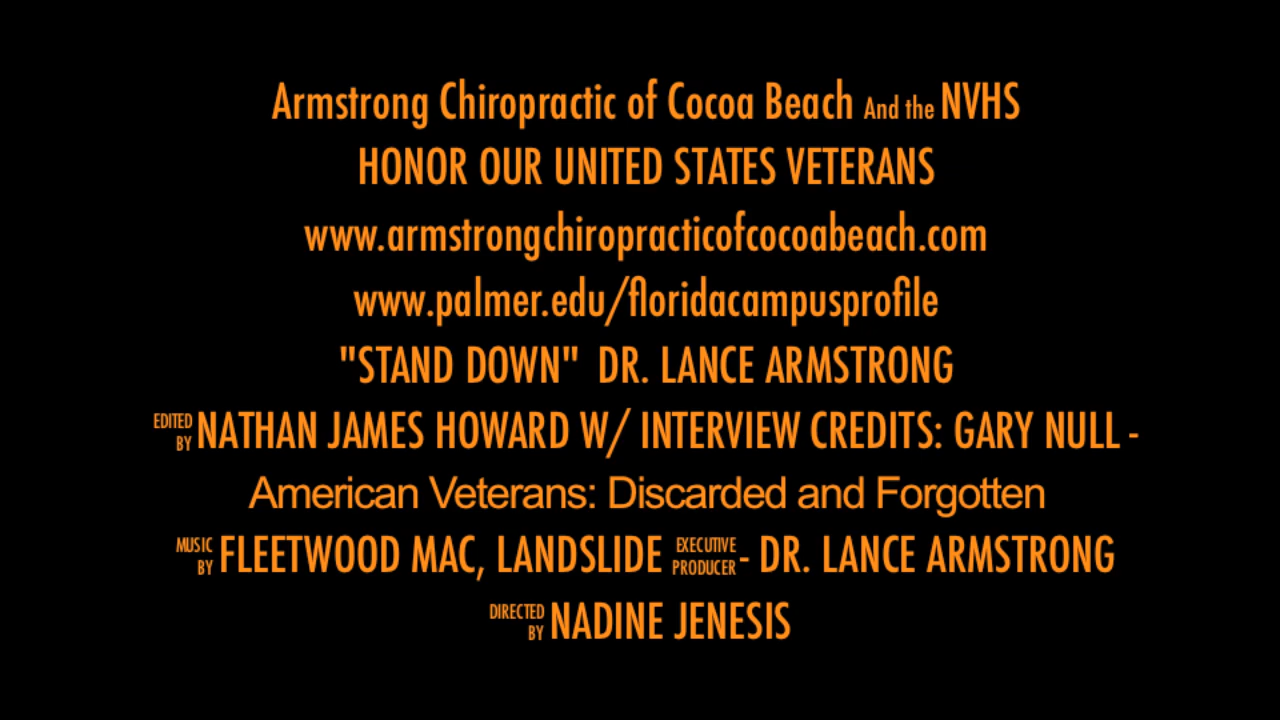 Armstrong Chiropractic of Cocoa Beach And the NVHS
HONOR OUR UNITED STATES VETERANS
www.armstrongchiropracticofcocoabeach.com
www.palmer.edu/floridacampusprofile
"STAND DOWN" DR. LANCE ARMSTRONG
EDITED BY NATHAN JAMES HOWARD W/ INTERVIEW CREDITS: GARY NULL -
American Veterans: Discarded and Forgotten
MUSIC BY FLEETWOOD MAC, LANDSLIDE EXECUTIVE PRODUCER - DR. LANCE ARMSTRONG
DIRECTED BY NADINE JENESIS